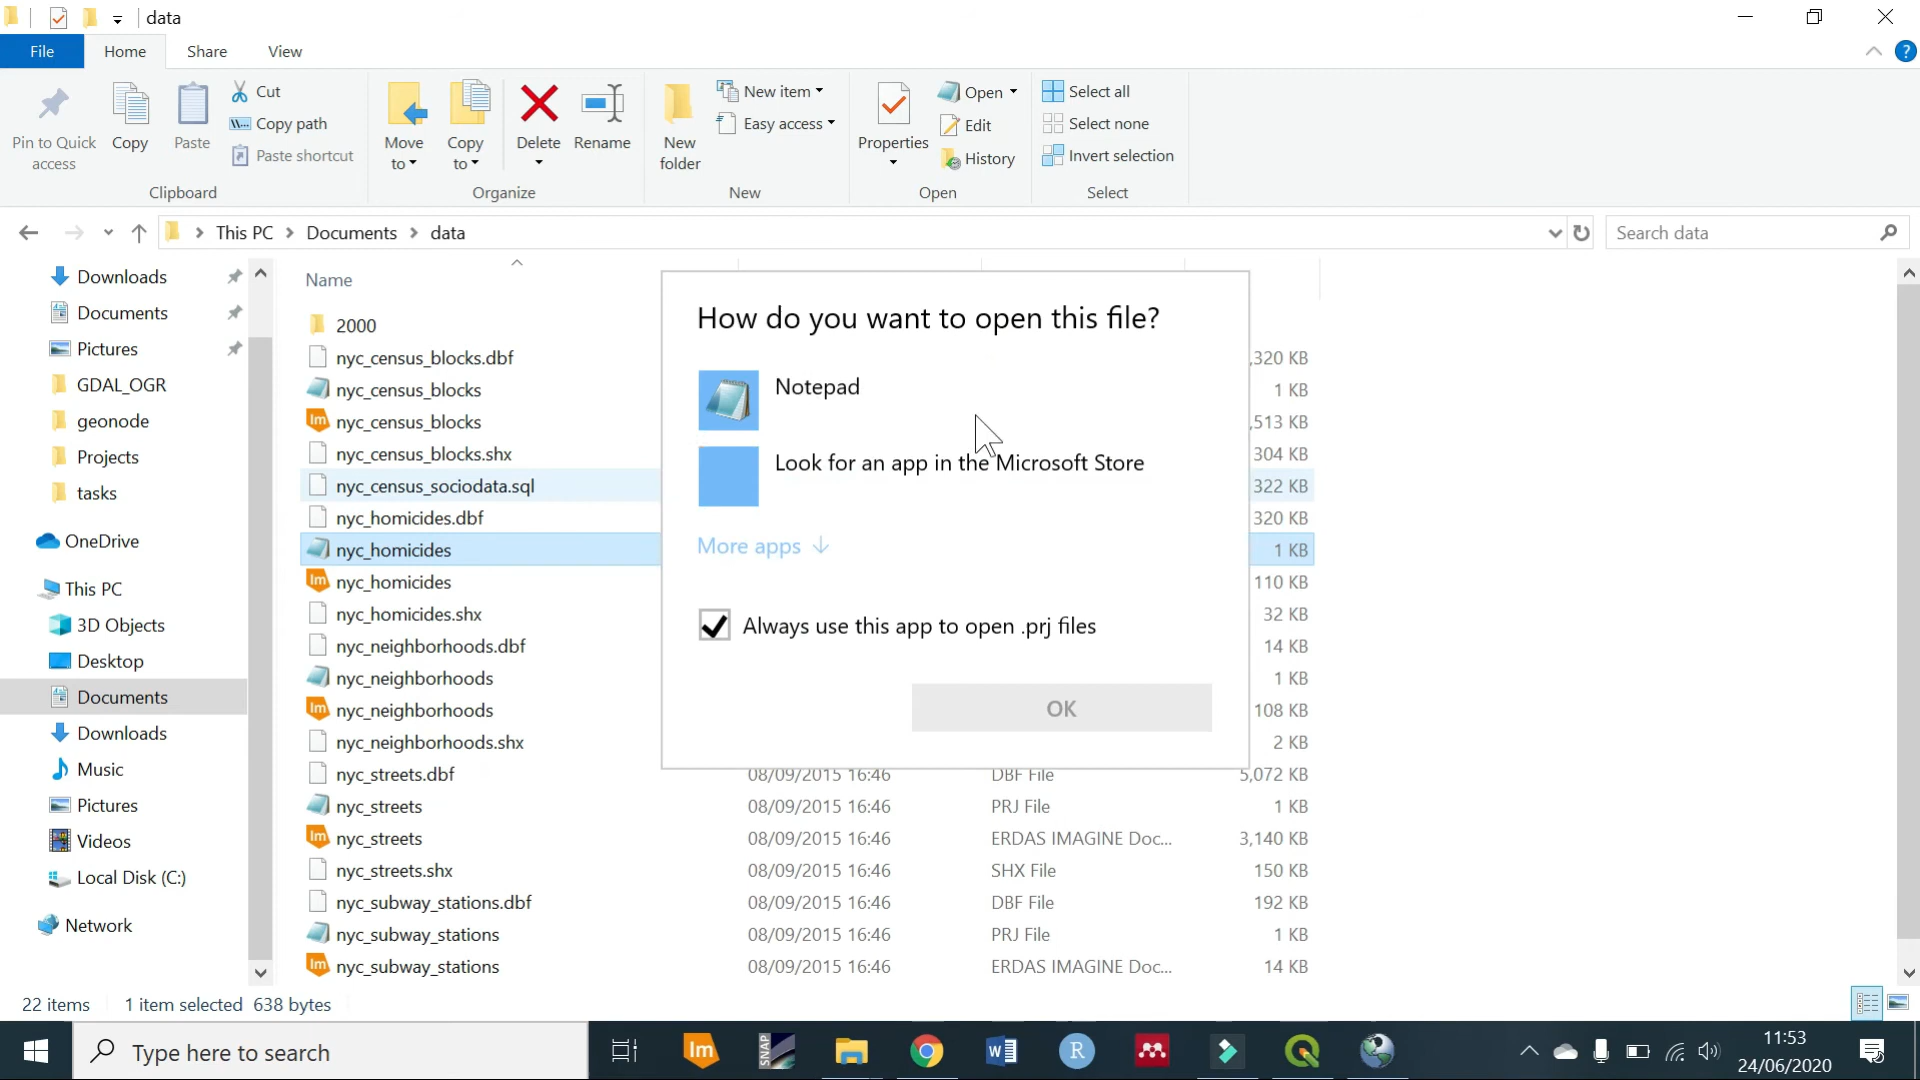 data
File
Home
Share
View
Pin to Quick access
Copy
Paste
Cut
Copy path
Paste shortcut
Clipboard
Move to
Copy to
Delete
Rename
Organize
New folder
New item
Easy access
New
Properties
Open
Edit
History
Open
Select all
Select none
Invert selection
Select
This PC
Documents
data
Search data
Downloads
Documents
Pictures
GDAL_OGR
geonode
Projects
tasks
OneDrive
This PC
3D Objects
Desktop
Documents
Downloads
Music
Pictures
Videos
Local Disk (C:)
Network
Name
2000
nyc_census_blocks.dbf ,320 KB
nyc_census_blocks 1 KB
nyc_census_blocks ,513 KB
nyc_census_blocks.shx 304 KB
nyc_census_sociodata.sql 322 KB
nyc_homicides.dbf 320 KB
nyc_homicides 1 KB
nyc_homicides 110 KB
nyc_homicides.shx 32 KB
nyc_neighborhoods.dbf 14 KB
nyc_neighborhoods 1 KB
nyc_neighborhoods 108 KB
nyc_neighborhoods.shx 2 KB
nyc_streets.dbf 08/09/2015 16:46 DBF File 5,072 KB
nyc_streets 08/09/2015 16:46 PRJ File 1 KB
nyc_streets 08/09/2015 16:46 ERDAS IMAGINE Doc... 3,140 KB
nyc_streets.shx 08/09/2015 16:46 SHX File 150 KB
nyc_subway_stations.dbf 08/09/2015 16:46 DBF File 192 KB
nyc_subway_stations 08/09/2015 16:46 PRJ File 1 KB
nyc_subway_stations 08/09/2015 16:46 ERDAS IMAGINE Doc... 14 KB
How do you want to open this file?
Notepad
Look for an app in the Microsoft Store
More apps
Always use this app to open .prj files
OK
22 items 1 item selected 638 bytes
Type here to search
Im
SNAP
W
R
11:53
24/06/2020